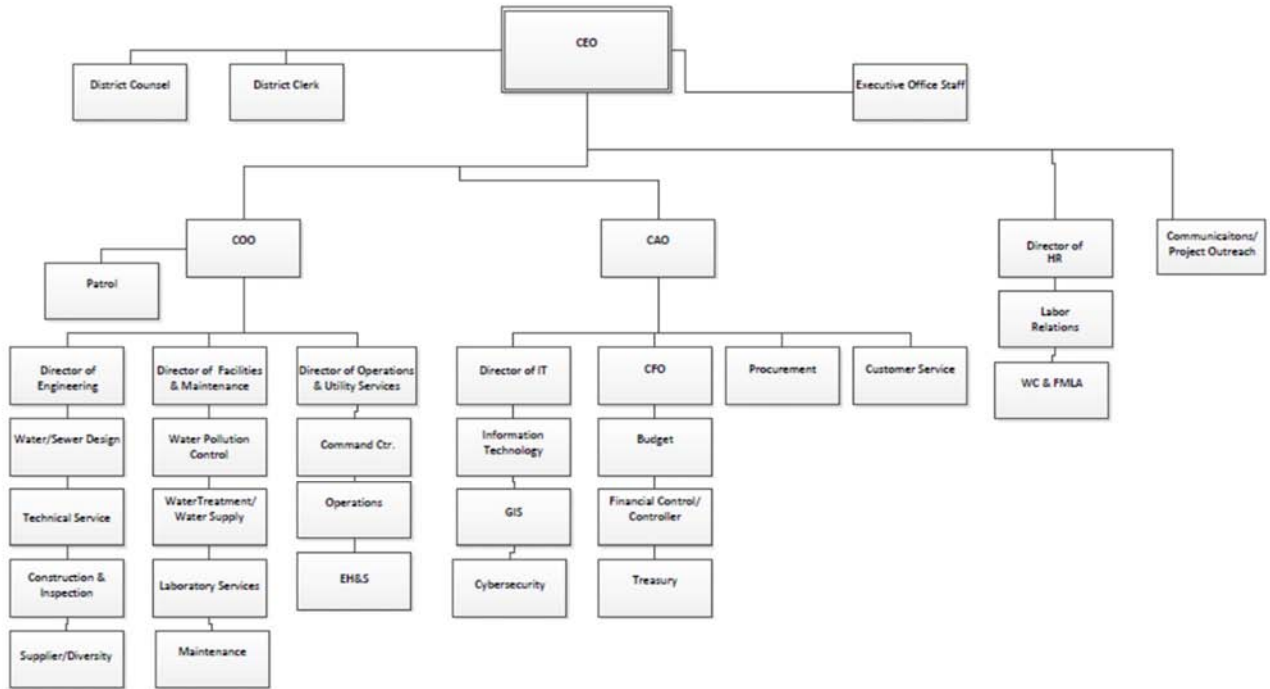 CEO
District Counsel
District Clerk
Executive Office Staff
COO
CAO
Director of
HR
Communicaitons/
Project Outreach
Patrol
Labor
Relations
Director of
Engineering
Director of Facilities
& Maintenance
Director of Operations
& Utility Services
Director of IT
CFO
Procurement
Customer Service
WC & FMLA
Water/Sewer Design
Water Pollution
Control
Command Ctr.
Information
Technology
Budget
Technical Service
WaterTreatment/
Water Supply
Operations
GIS
Financial Control/
Controller
Construction &
Inspection
Laboratory Services
EH&S
Cybersecurity
Treasury
Supplier/Diversity
Maintenance